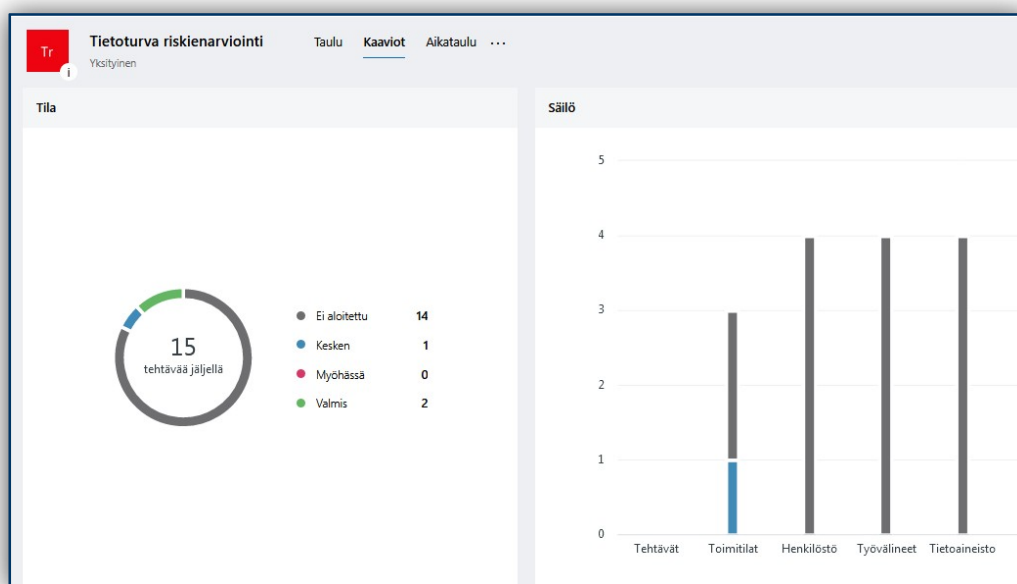 Tr
i
Tietoturva riskienarviointi
Yksityinen
Taulu Kaaviot Aikataulu ...
Tila
15
tehtävää jäljellä
Ei aloitettu 14
Kesken 1
Myöhässä 0
Valmis 2
Säilö
5
4
3
2
1
0
Tehtävät Toimitilat Henkilöstö Työvälineet Tietoaineisto